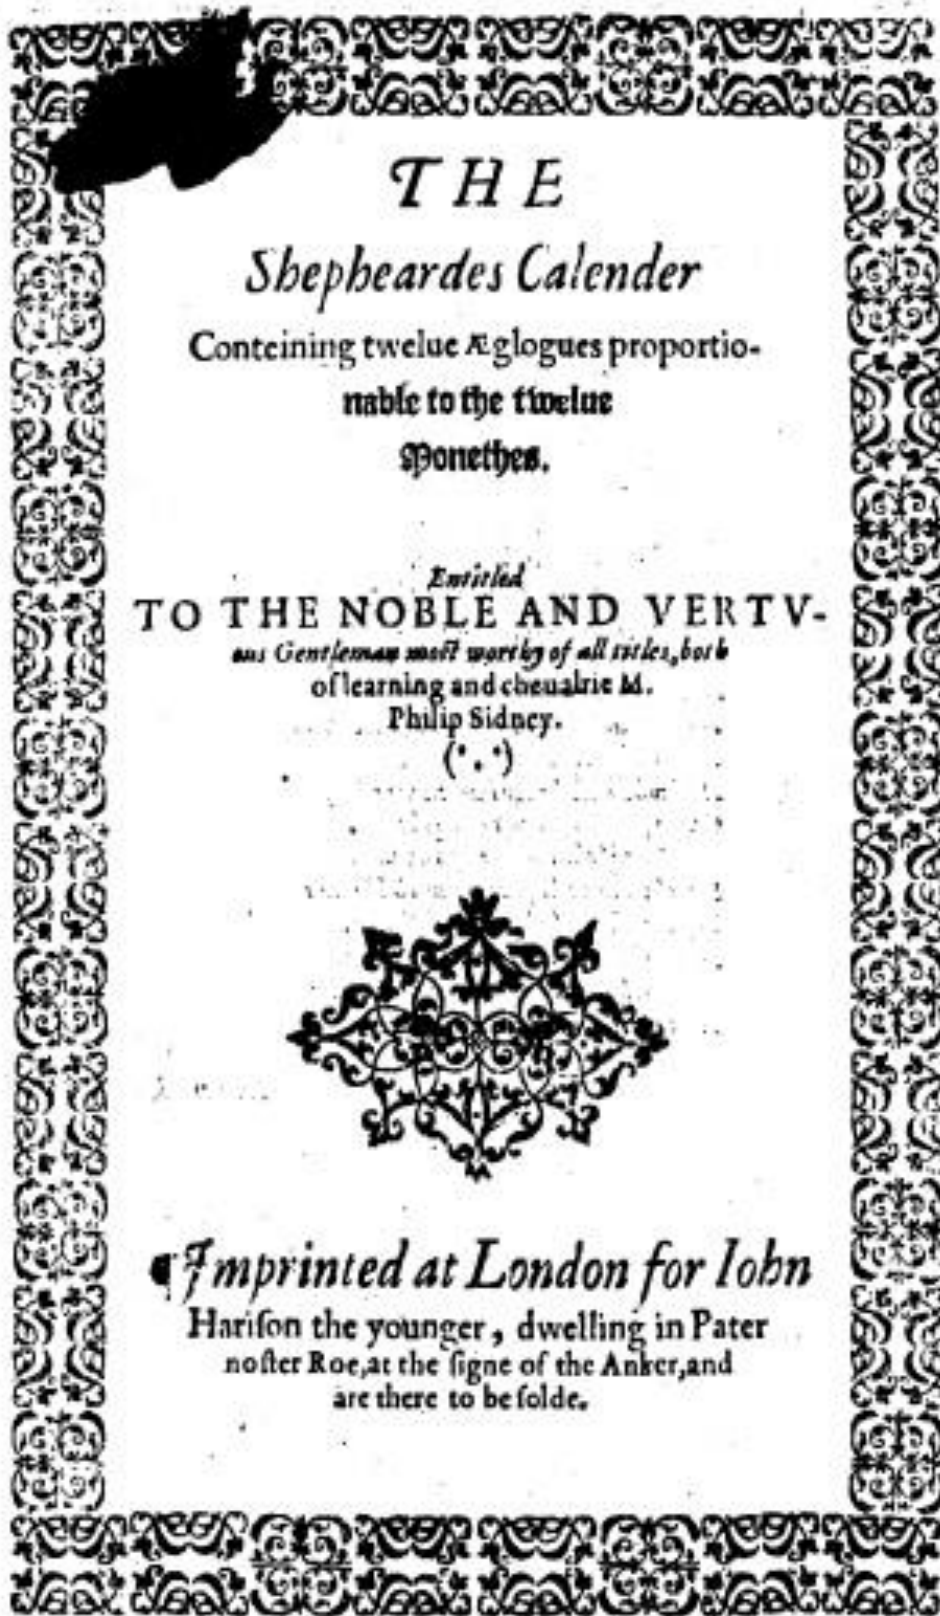 THE
Shepheardes Calender
Conteining twelue Æglogues proportio-
nable to the twelue
Monethes.
Entitled
TO THE NOBLE AND VERTV-
ous Gentleman most worthy of all titles, both
of learning and cheualrie M.
Philip Sidney.
(❜.❜)
¶Imprinted at London for Iohn
Hariſon the younger, dwelling in Pater
noſter Roe, at the ſigne of the Anker, and
are there to be ſolde.